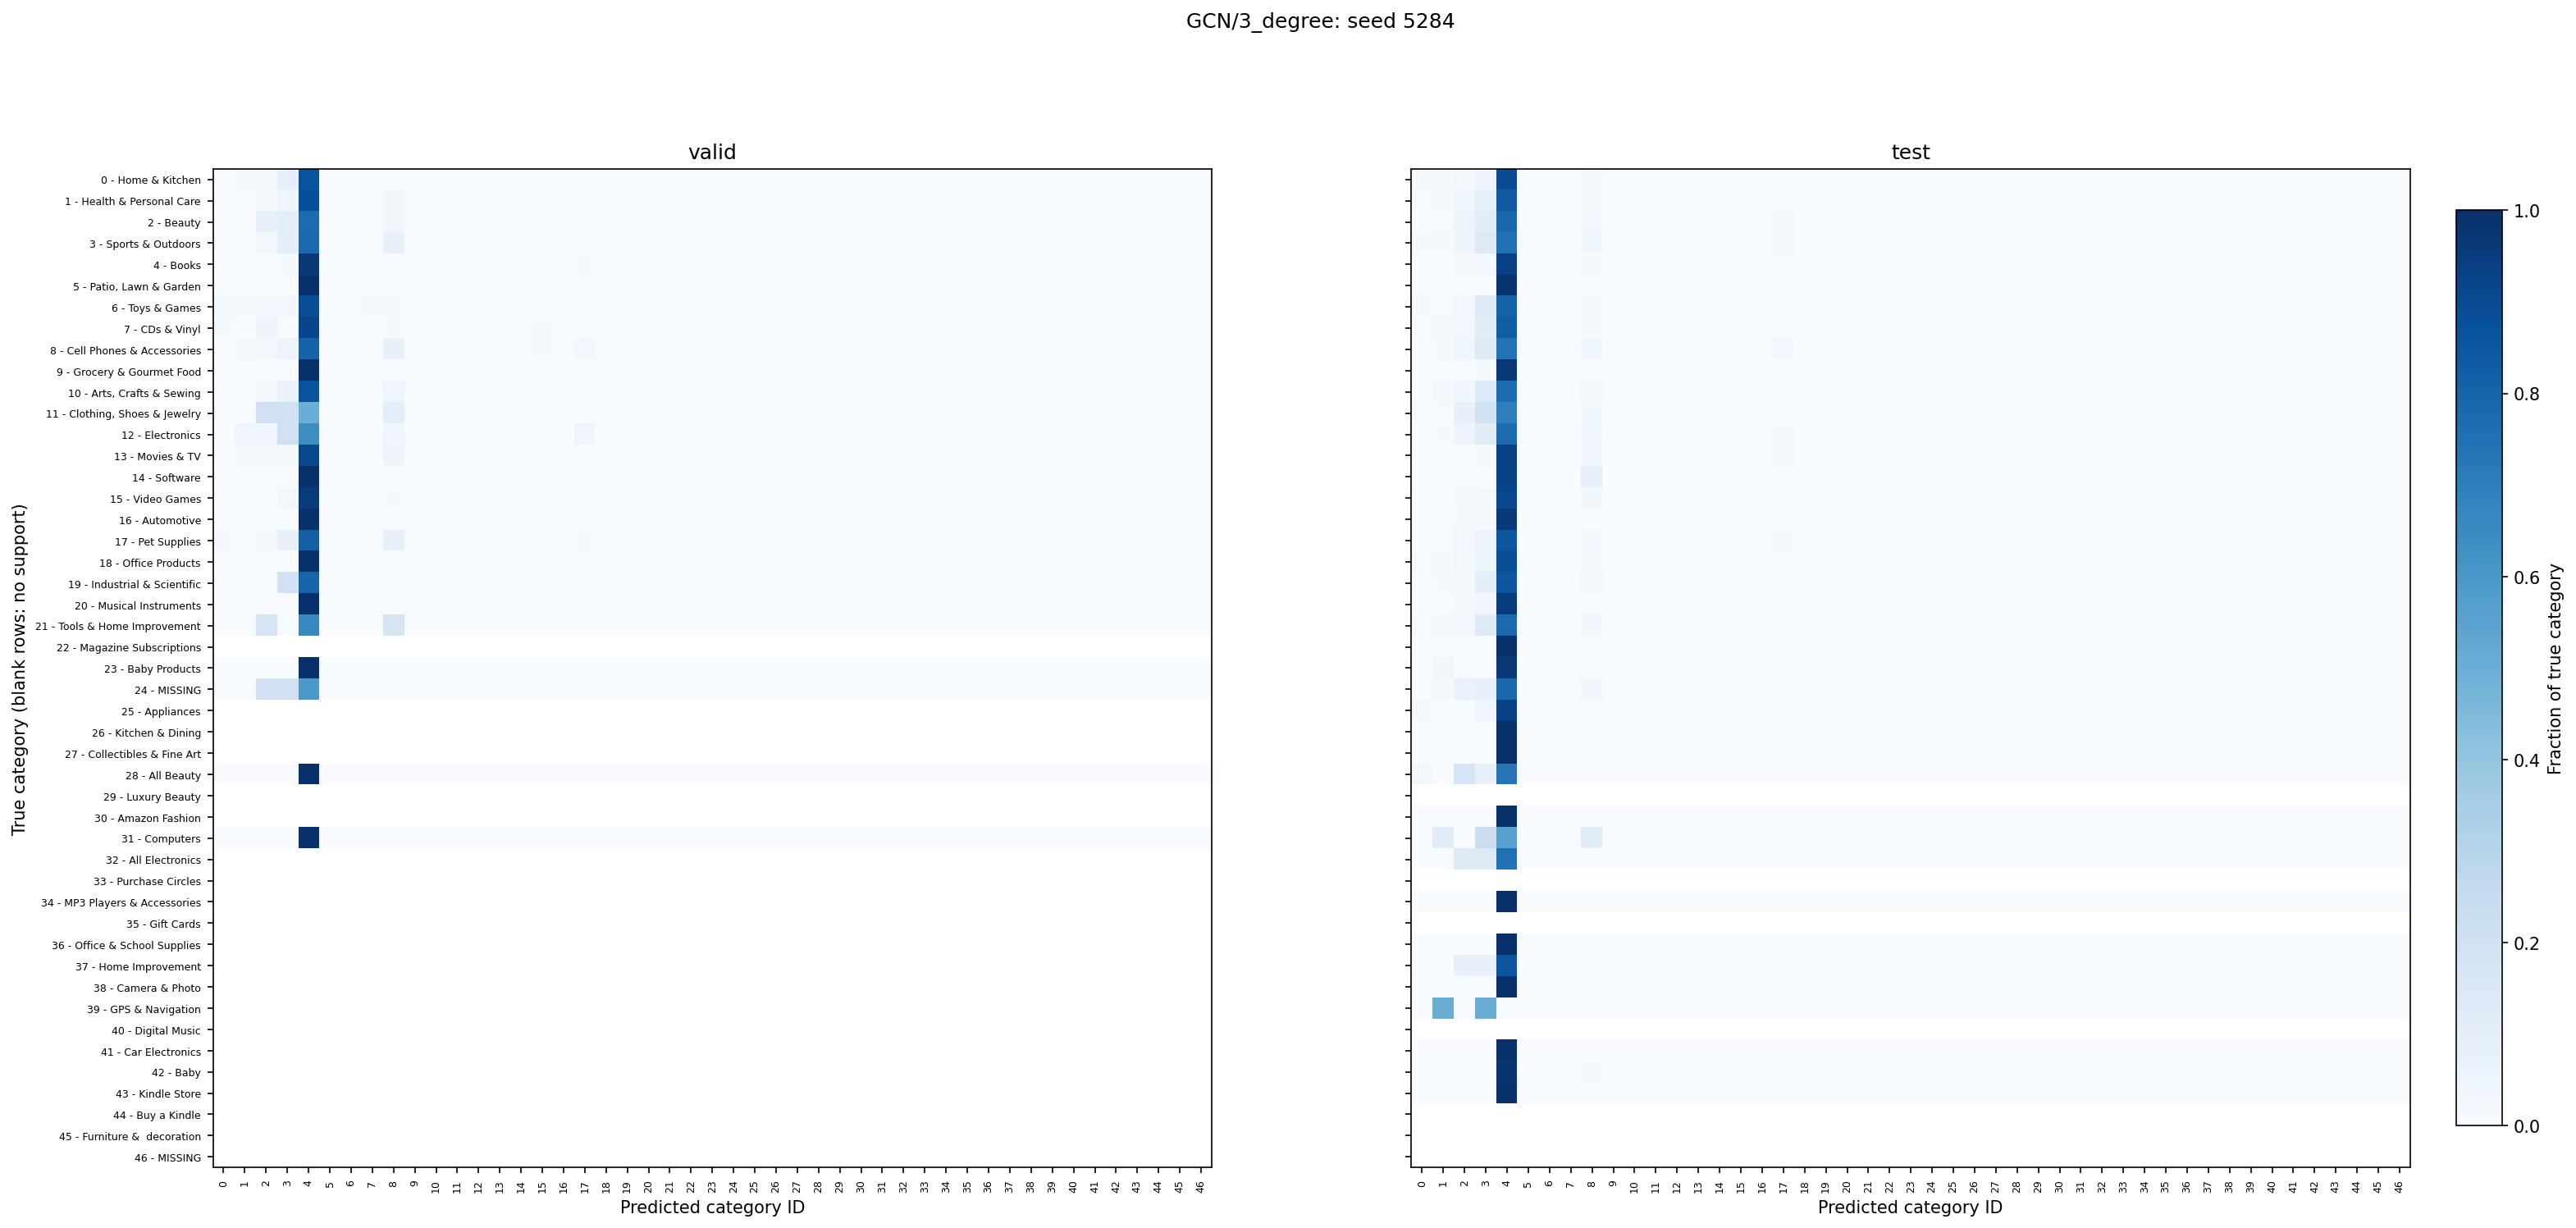 GCN/3_degree: seed 5284
valid
test
True category (blank rows: no support)
0 - Home & Kitchen
1 - Health & Personal Care
2 - Beauty
3 - Sports & Outdoors
4 - Books
5 - Patio, Lawn & Garden
6 - Toys & Games
7 - CDs & Vinyl
8 - Cell Phones & Accessories
9 - Grocery & Gourmet Food
10 - Arts, Crafts & Sewing
11 - Clothing, Shoes & Jewelry
12 - Electronics
13 - Movies & TV
14 - Software
15 - Video Games
16 - Automotive
17 - Pet Supplies
18 - Office Products
19 - Industrial & Scientific
20 - Musical Instruments
21 - Tools & Home Improvement
22 - Magazine Subscriptions
23 - Baby Products
24 - MISSING
25 - Appliances
26 - Kitchen & Dining
27 - Collectibles & Fine Art
28 - All Beauty
29 - Luxury Beauty
30 - Amazon Fashion
31 - Computers
32 - All Electronics
33 - Purchase Circles
34 - MP3 Players & Accessories
35 - Gift Cards
36 - Office & School Supplies
37 - Home Improvement
38 - Camera & Photo
39 - GPS & Navigation
40 - Digital Music
41 - Car Electronics
42 - Baby
43 - Kindle Store
44 - Buy a Kindle
45 - Furniture &  decoration
46 - MISSING
0 1 2 3 4 5 6 7 8 9 10 11 12 13 14 15 16 17 18 19 20 21 22 23 24 25 26 27 28 29 30 31 32 33 34 35 36 37 38 39 40 41 42 43 44 45 46
Predicted category ID
0 1 2 3 4 5 6 7 8 9 10 11 12 13 14 15 16 17 18 19 20 21 22 23 24 25 26 27 28 29 30 31 32 33 34 35 36 37 38 39 40 41 42 43 44 45 46
Predicted category ID
1.0
0.8
0.6
0.4
0.2
0.0
Fraction of true category